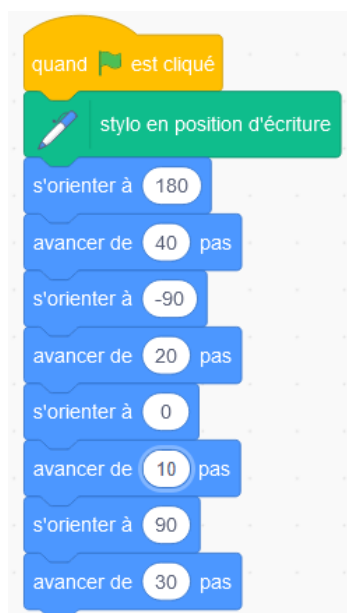 quand est cliqué
stylo en position d'écriture
s'orienter à 180
avancer de 40 pas
s'orienter à -90
avancer de 20 pas
s'orienter à 0
avancer de 10 pas
s'orienter à 90
avancer de 30 pas